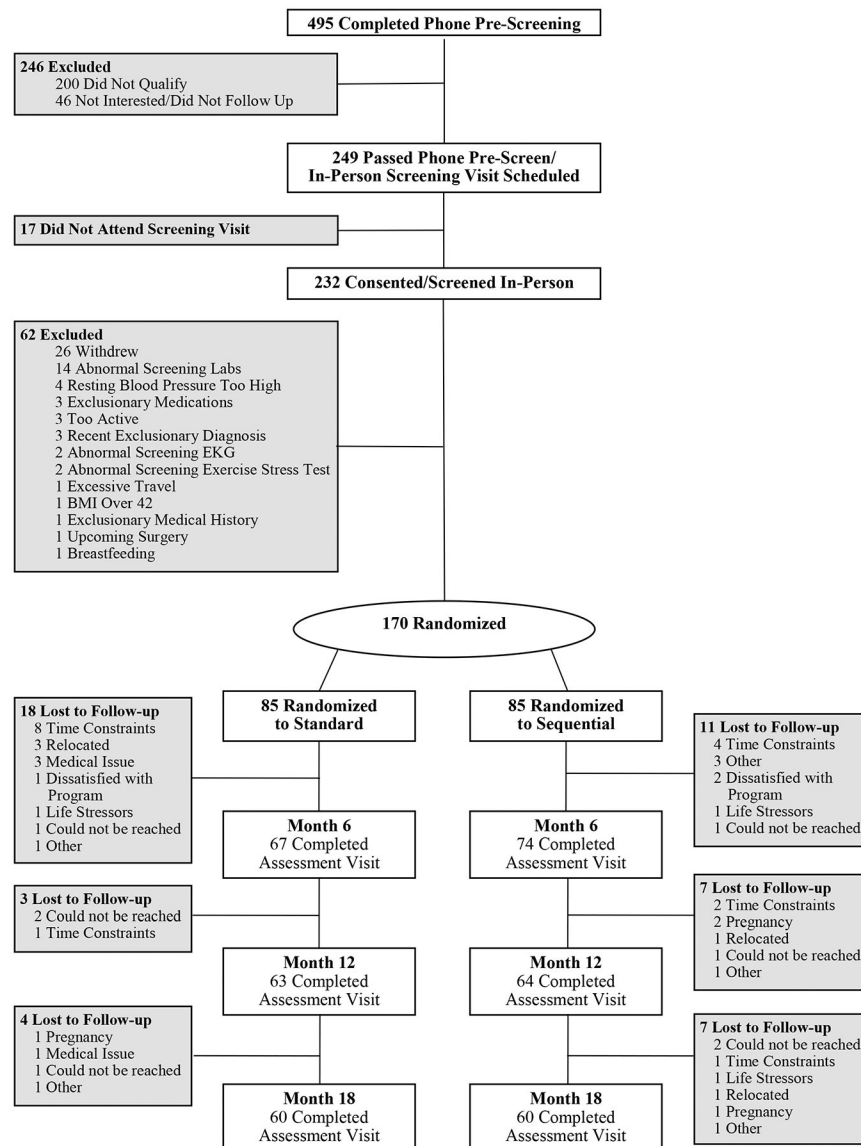 495 Completed Phone Pre-Screening
246 Excluded
200 Did Not Qualify
46 Not Interested/Did Not Follow Up
249 Passed Phone Pre-Screen/
In-Person Screening Visit Scheduled
17 Did Not Attend Screening Visit
232 Consented/Screened In-Person
62 Excluded
26 Withdrew
14 Abnormal Screening Labs
4 Resting Blood Pressure Too High
3 Exclusionary Medications
3 Too Active
3 Recent Exclusionary Diagnosis
2 Abnormal Screening EKG
2 Abnormal Screening Exercise Stress Test
1 Excessive Travel
1 BMI Over 42
1 Exclusionary Medical History
1 Upcoming Surgery
1 Breastfeeding
170 Randomized
85 Randomized
to Standard
85 Randomized
to Sequential
18 Lost to Follow-up
8 Time Constraints
3 Relocated
3 Medical Issue
1 Dissatisfied with
Program
1 Life Stressors
1 Could not be reached
1 Other
11 Lost to Follow-up
4 Time Constraints
3 Other
2 Dissatisfied with
Program
1 Life Stressors
1 Could not be reached
Month 6
67 Completed
Assessment Visit
Month 6
74 Completed
Assessment Visit
3 Lost to Follow-up
2 Could not be reached
1 Time Constraints
7 Lost to Follow-up
2 Time Constraints
2 Pregnancy
1 Relocated
1 Could not be reached
1 Other
Month 12
63 Completed
Assessment Visit
Month 12
64 Completed
Assessment Visit
4 Lost to Follow-up
1 Pregnancy
1 Medical Issue
1 Could not be reached
1 Other
7 Lost to Follow-up
2 Could not be reached
1 Time Constraints
1 Life Stressors
1 Relocated
1 Pregnancy
1 Other
Month 18
60 Completed
Assessment Visit
Month 18
60 Completed
Assessment Visit